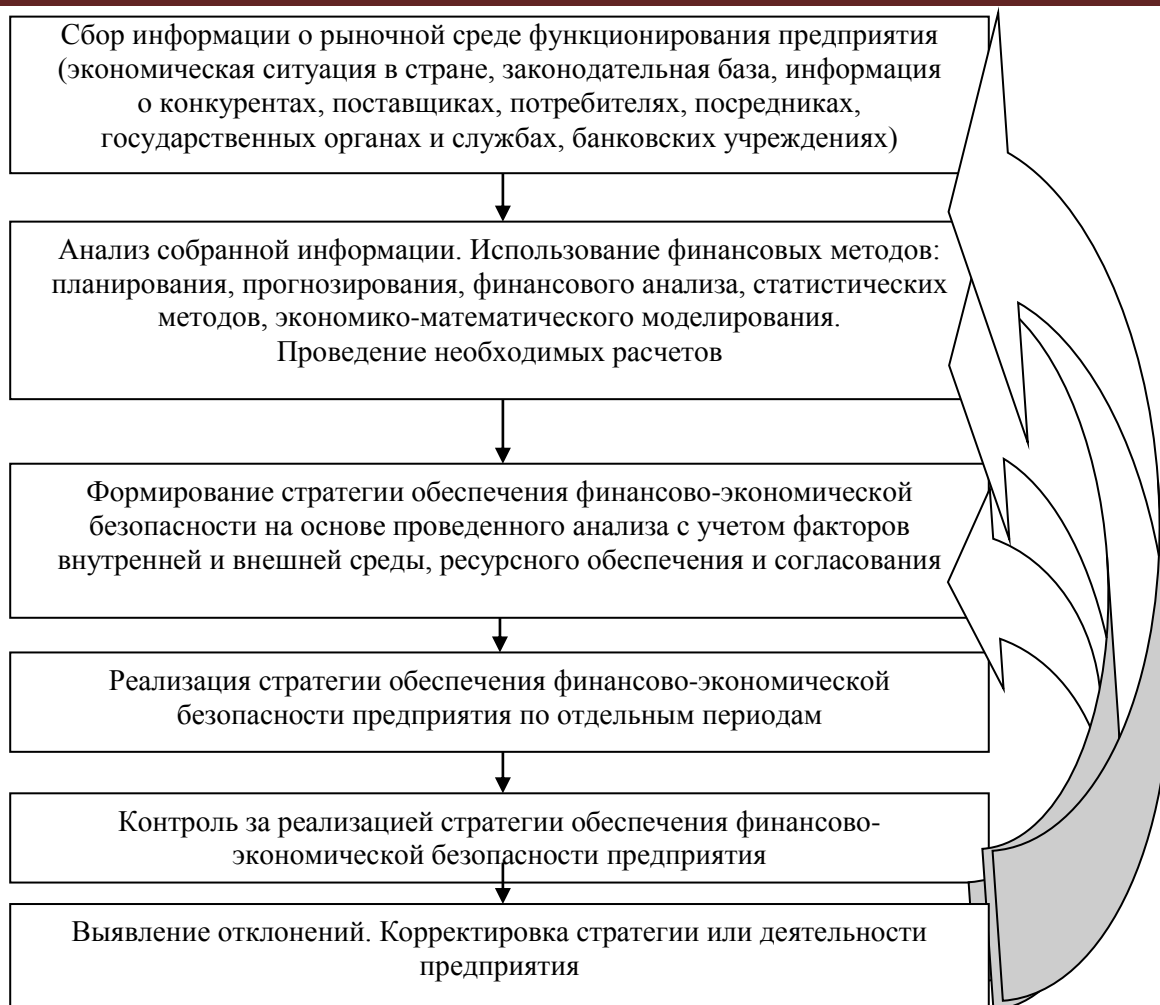 Сбор информации о рыночной среде функционирования предприятия
(экономическая ситуация в стране, законодательная база, информация
о конкурентах, поставщиках, потребителях, посредниках,
государственных органах и службах, банковских учреждениях)
Анализ собранной информации. Использование финансовых методов:
планирования, прогнозирования, финансового анализа, статистических
методов, экономико-математического моделирования.
Проведение необходимых расчетов
Формирование стратегии обеспечения финансово-экономической
безопасности на основе проведенного анализа с учетом факторов
внутренней и внешней среды, ресурсного обеспечения и согласования
Реализация стратегии обеспечения финансово-экономической
безопасности предприятия по отдельным периодам
Контроль за реализацией стратегии обеспечения финансово-
экономической безопасности предприятия
Выявление отклонений. Корректировка стратегии или деятельности
предприятия